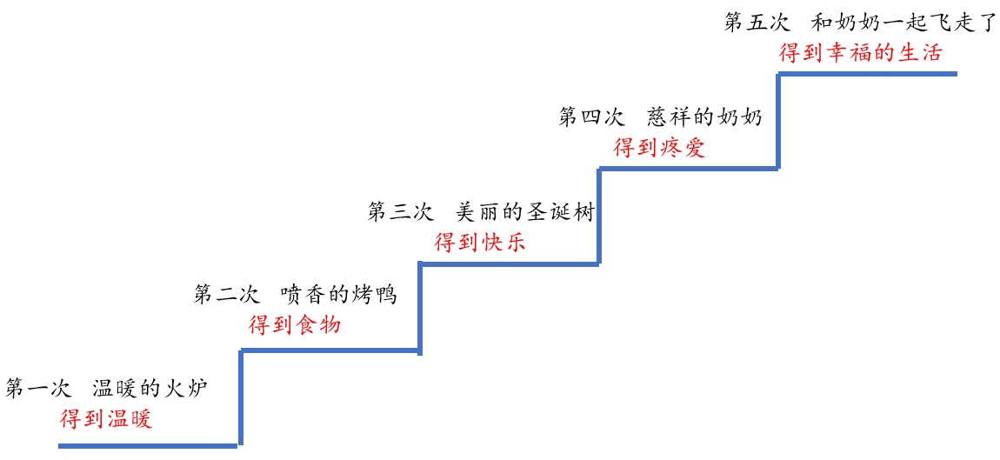 第五次 和奶奶一起飞走了
得到幸福的生活
第四次 慈祥的奶奶
得到疼爱
第三次 美丽的圣诞树
得到快乐
第二次 喷香的烤鸭
得到食物
第一次 温暖的火炉
得到温暖